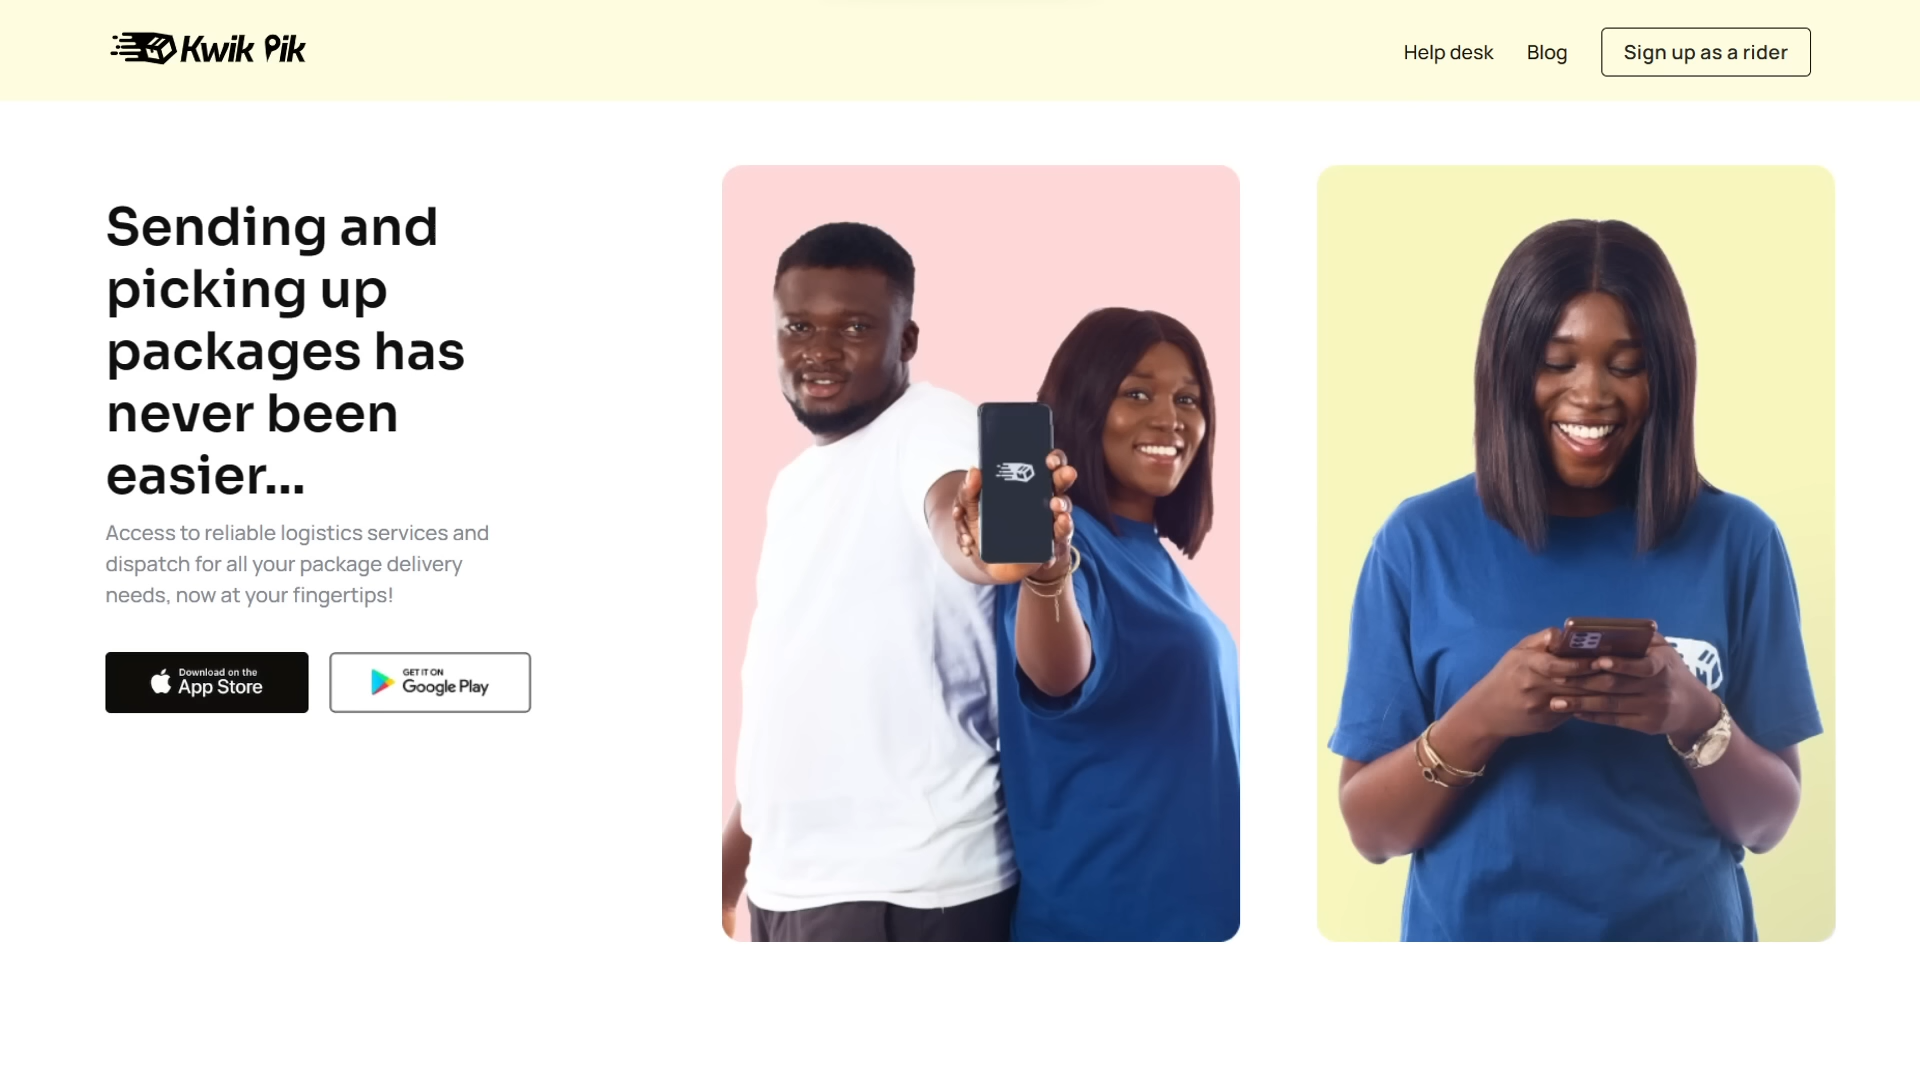 Kwik Pik
Help desk
Blog
Sign up as a rider
Sending and
picking up
packages has
never been
easier...
Access to reliable logistics services and
dispatch for all your package delivery
needs, now at your fingertips!
Download on the
App Store
GET IT ON
Google Play